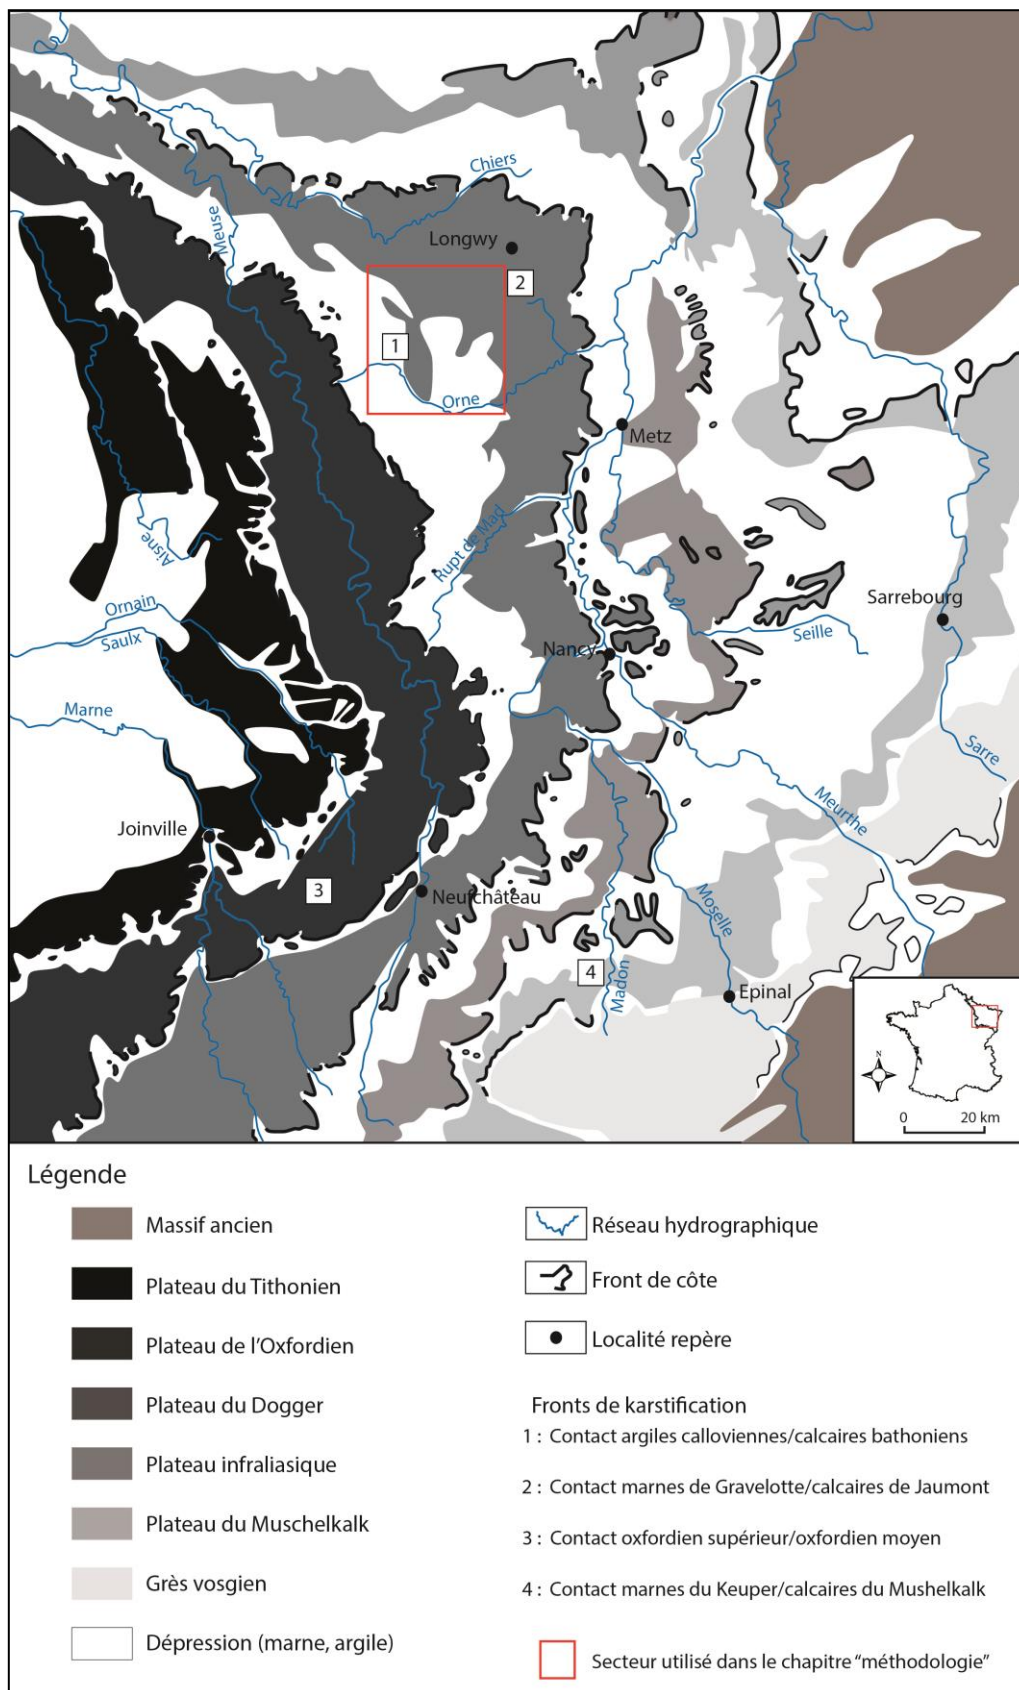 Chiers
Longwy
Meuse
2
1
Orne
Metz
Rupt de Mad
Aisne
Ornain
Saulx
Sarrebourg
Seille
Nancy
Marne
Sarre
Meurthe
Joinville
3
Neufchâteau
Moselle
4
Madon
Epinal
N
0 20 km
Légende
Massif ancien
Plateau du Tithonien
Plateau de l'Oxfordien
Plateau du Dogger
Plateau infraliasique
Plateau du Muschelkalk
Grès vosgien
Dépression (marne, argile)
Réseau hydrographique
Front de côte
Localité repère
Fronts de karstification
1 : Contact argiles calloviennes/calcaires bathoniens
2 : Contact marnes de Gravelotte/calcaires de Jaumont
3 : Contact oxfordien supérieur/oxfordien moyen
4 : Contact marnes du Keuper/calcaires du Mushelkalk
Secteur utilisé dans le chapitre "méthodologie"